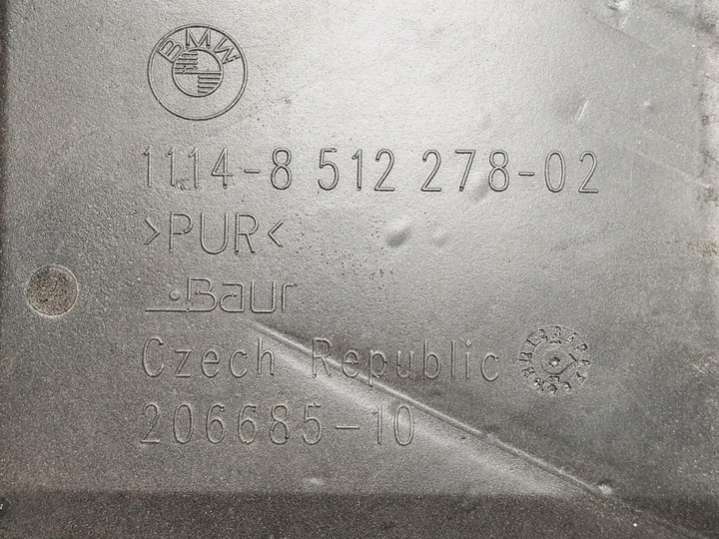 BMW
1114-8 512 278-02
>PUR<
Baur
Czech Republic
206685-10